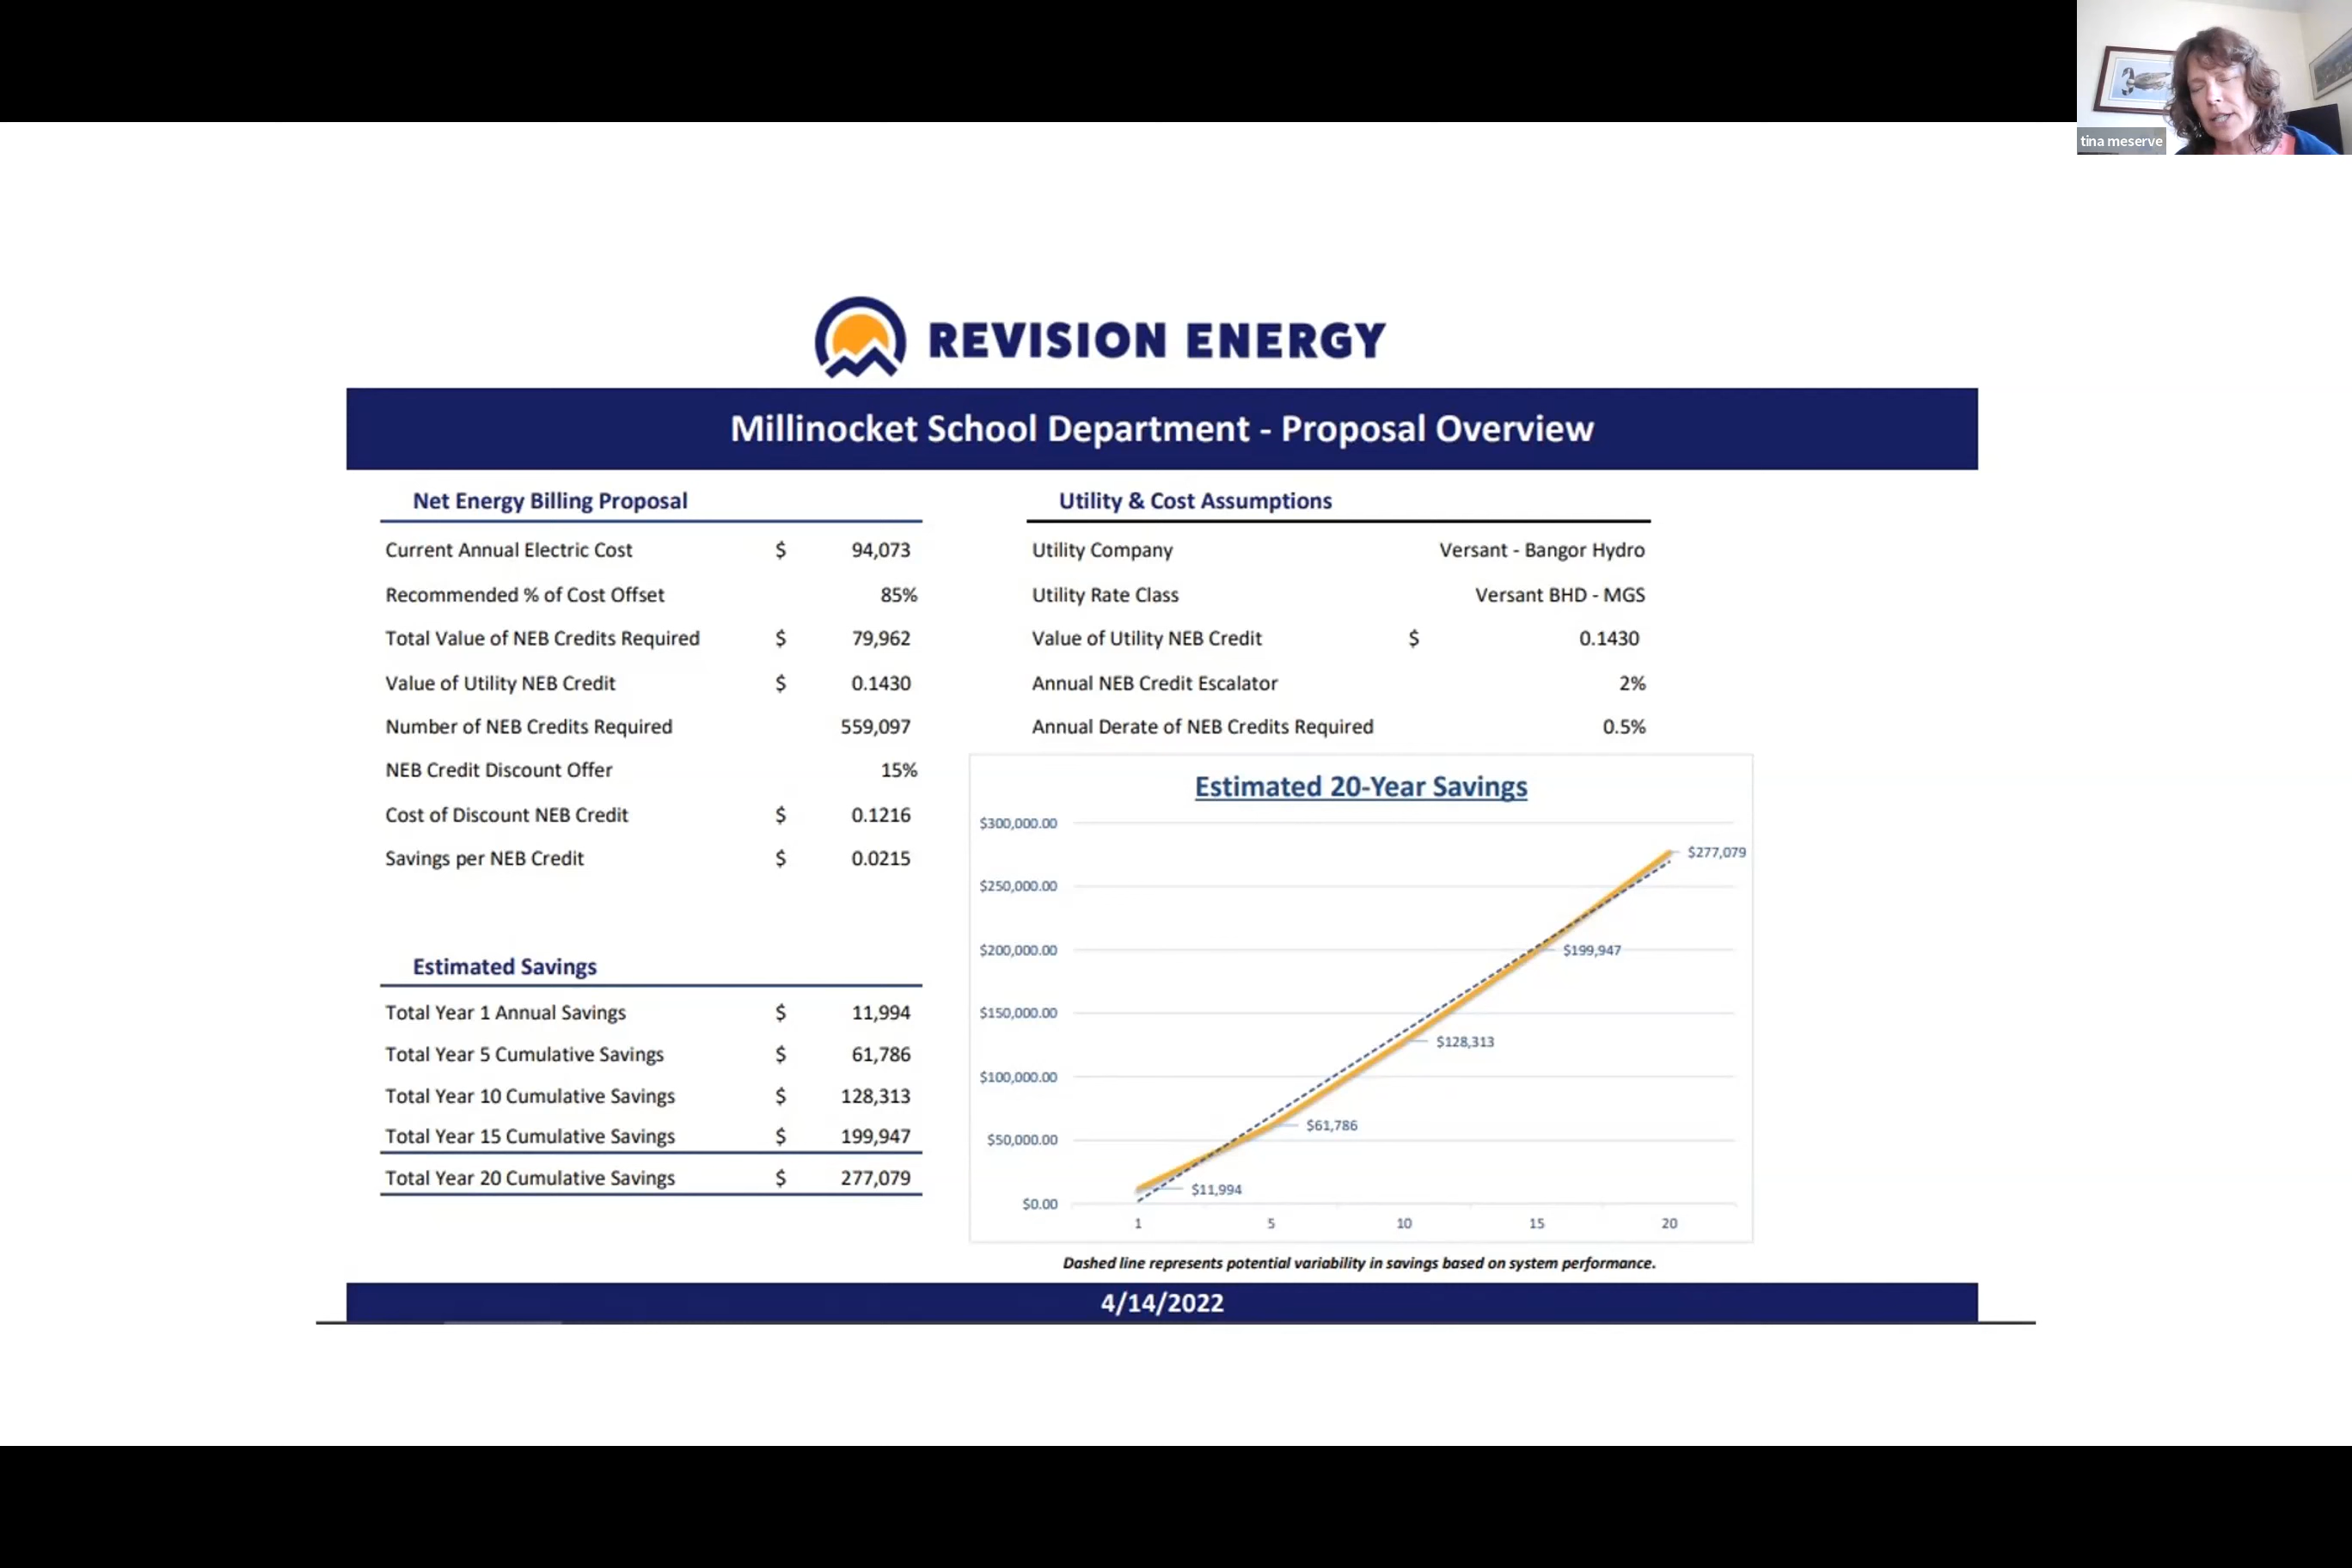 tina meserve
REVISION ENERGY
Millinocket School Department - Proposal Overview
Net Energy Billing Proposal
Current Annual Electric Cost $ 94,073
Recommended % of Cost Offset 85%
Total Value of NEB Credits Required $ 79,962
Value of Utility NEB Credit $ 0.1430
Number of NEB Credits Required 559,097
NEB Credit Discount Offer 15%
Cost of Discount NEB Credit $ 0.1216
Savings per NEB Credit $ 0.0215
Estimated Savings
Total Year 1 Annual Savings $ 11,994
Total Year 5 Cumulative Savings $ 61,786
Total Year 10 Cumulative Savings $ 128,313
Total Year 15 Cumulative Savings $ 199,947
Total Year 20 Cumulative Savings $ 277,079
Utility & Cost Assumptions
Utility Company Versant - Bangor Hydro
Utility Rate Class Versant BHD - MGS
Value of Utility NEB Credit $ 0.1430
Annual NEB Credit Escalator 2%
Annual Derate of NEB Credits Required 0.5%
Estimated 20-Year Savings
$300,000.00
$277,079
$250,000.00
$200,000.00 $199,947
$150,000.00
$128,313
$100,000.00
$61,786
$50,000.00
$11,994
$0.00
1 5 10 15 20
Dashed line represents potential variability in savings based on system performance.
4/14/2022